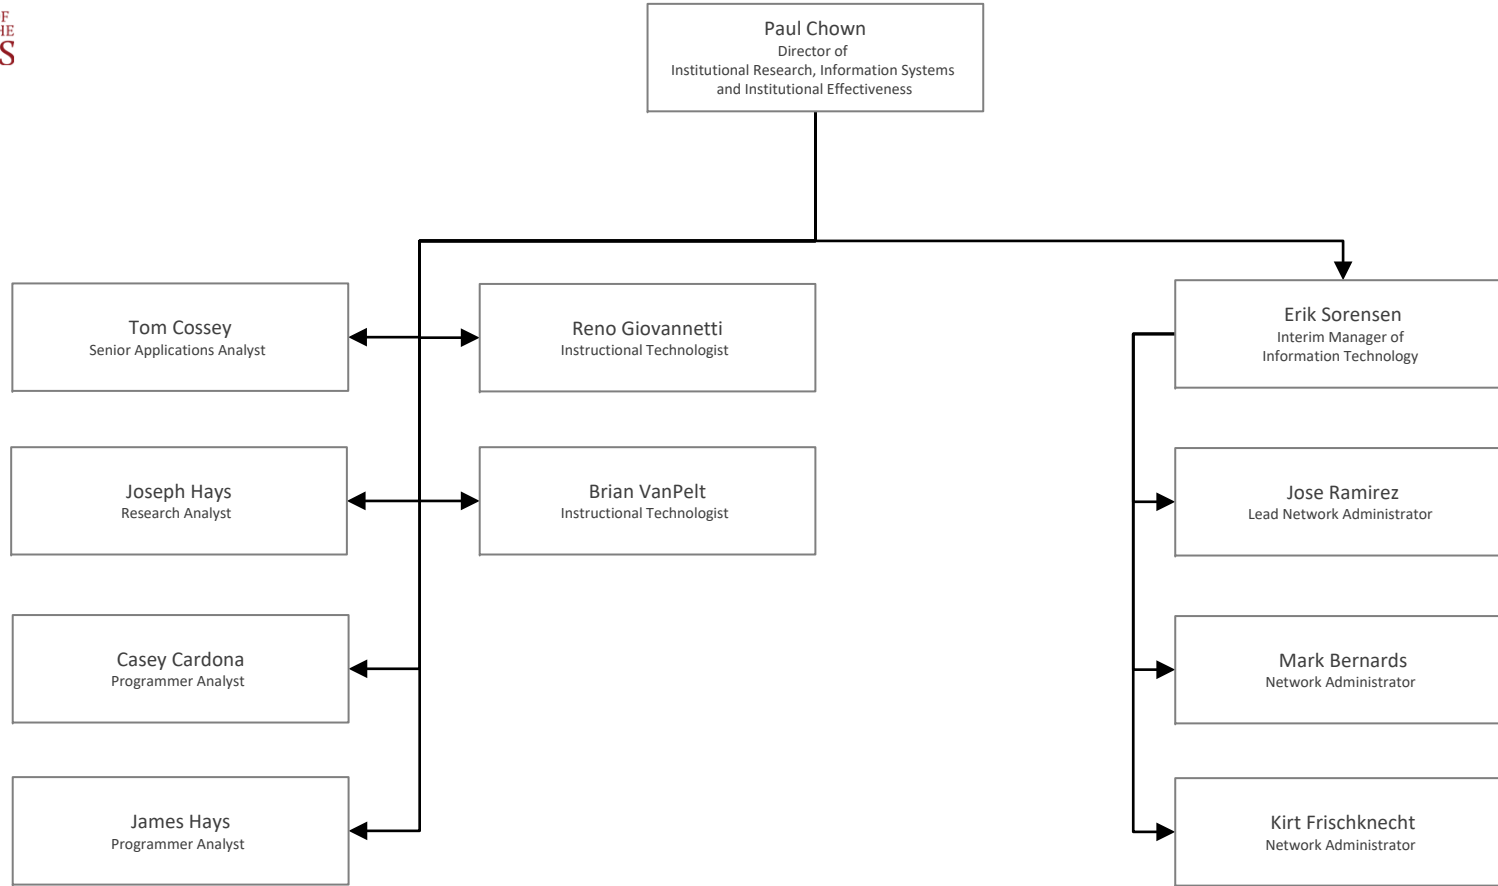 OF
THE
S
Paul Chown
Director of
Institutional Research, Information Systems
and Institutional Effectiveness
Tom Cossey
Senior Applications Analyst
Reno Giovannetti
Instructional Technologist
Erik Sorensen
Interim Manager of
Information Technology
Joseph Hays
Research Analyst
Brian VanPelt
Instructional Technologist
Jose Ramirez
Lead Network Administrator
Casey Cardona
Programmer Analyst
Mark Bernards
Network Administrator
James Hays
Programmer Analyst
Kirt Frischknecht
Network Administrator